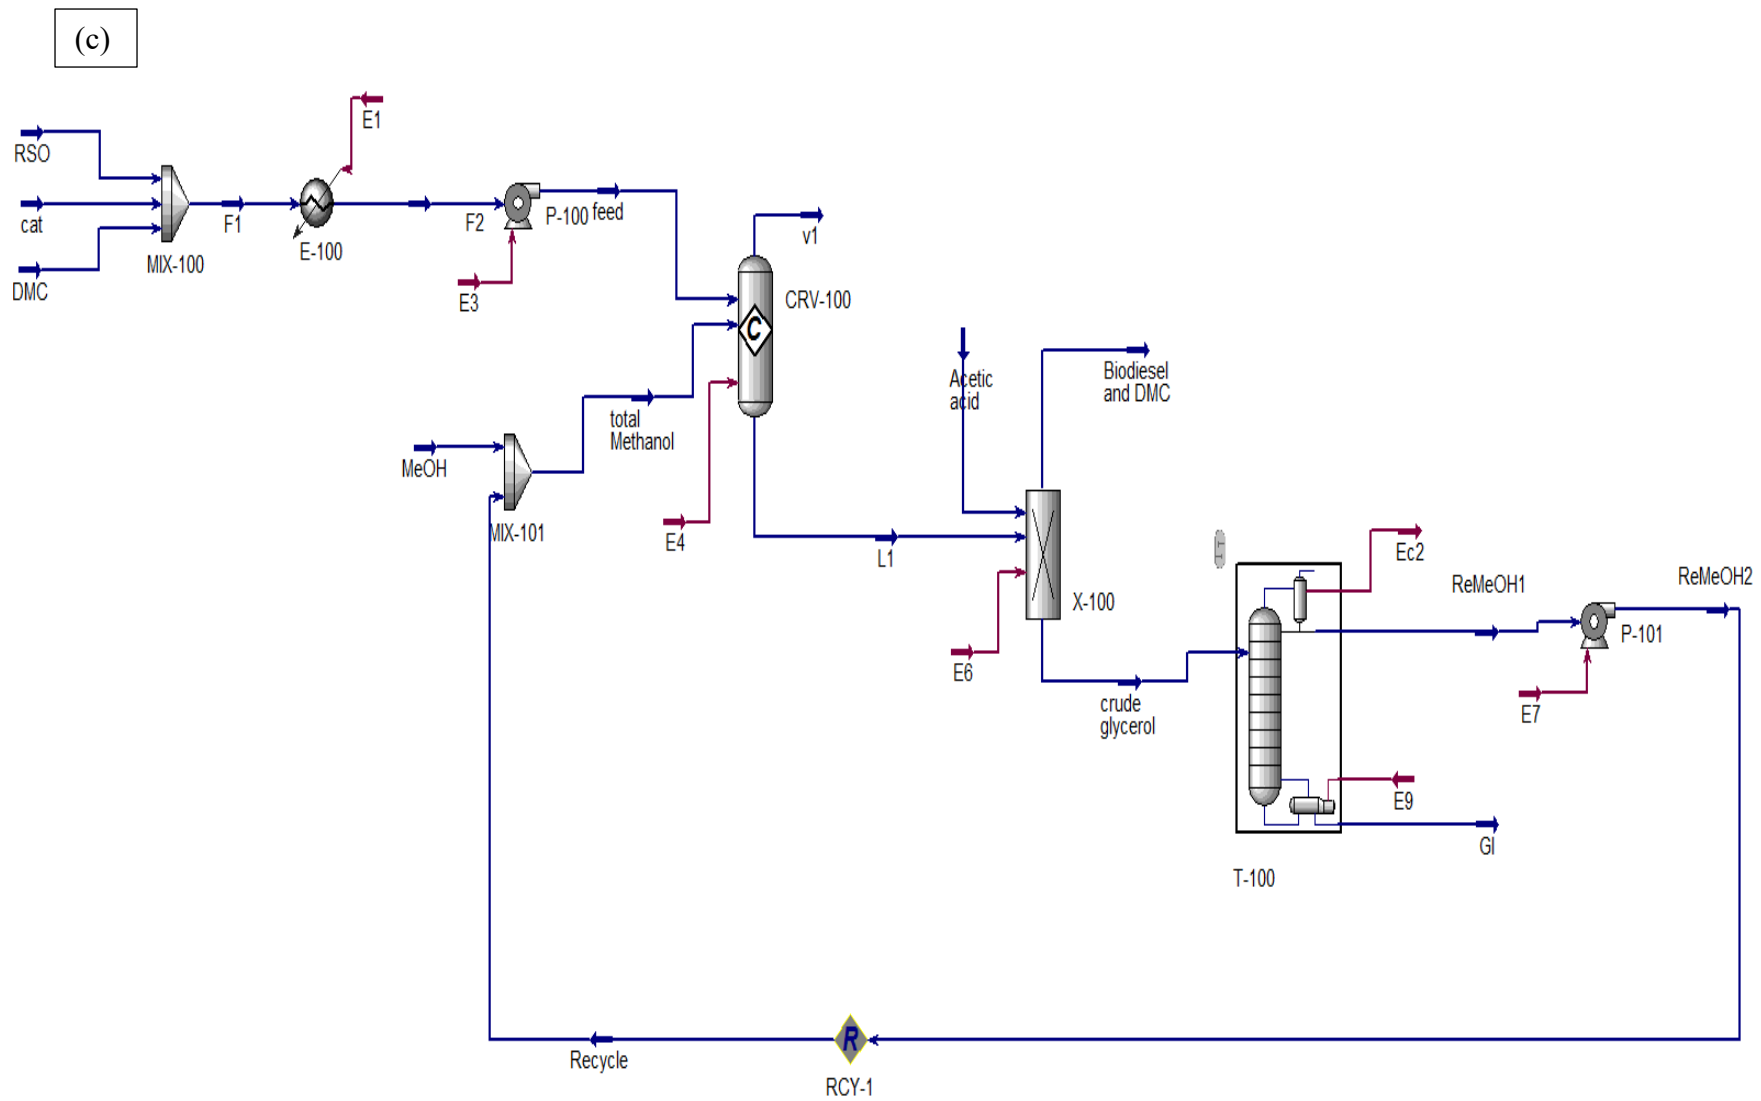 (c)
E1
RSO
cat
DMC
MIX-100
F1
E-100
F2
P-100
feed
E3
v1
CRV-100
C
Acetic
acid
Biodiesel
and DMC
total
Methanol
MeOH
MIX-101
E4
L1
X-100
E6
crude
glycerol
Ec2
ReMeOH1
ReMeOH2
P-101
E7
E9
Gl
T-100
R
Recycle
RCY-1